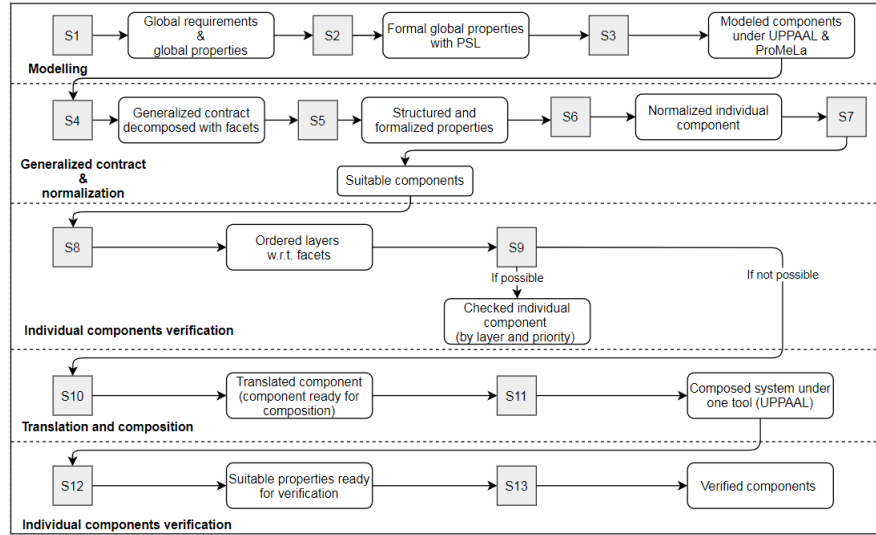 S1
Global requirements
&
global properties
S2
Formal global properties
with PSL
S3
Modeled components
under UPPAAL &
ProMeLa
Modelling
S4
Generalized contract
decomposed with facets
S5
Structured and
formalized properties
S6
Normalized individual
component
S7
Generalized contract
&
normalization
Suitable components
S8
Ordered layers
w.r.t. facets
S9
If possible
If not possible
Checked individual
component
(by layer and priority)
Individual components verification
S10
Translated component
(component ready for
composition)
S11
Composed system under
one tool (UPPAAL)
Translation and composition
S12
Suitable properties ready
for verification
S13
Verified components
Individual components verification